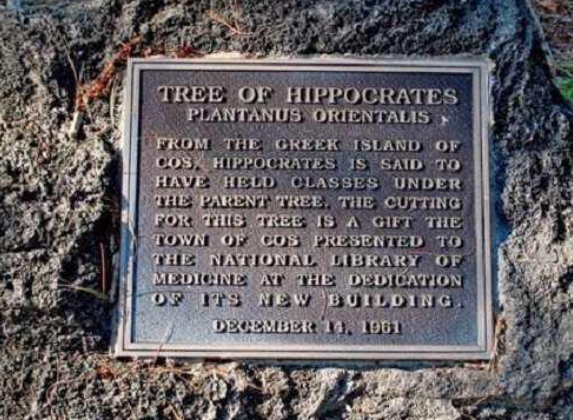 TREE OF HIPPOCRATES
PLANTANUS ORIENTALIS
FROM THE GREEK ISLAND OF
COS. HIPPOCRATES IS SAID TO
HAVE HELD CLASSES UNDER
THE PARENT TREE. THE CUTTING
FOR THIS TREE IS A GIFT THE
TOWN OF COS PRESENTED TO
THE NATIONAL LIBRARY OF
MEDICINE AT THE DEDICATION
OF ITS NEW BUILDING.
DECEMBER 14, 1961